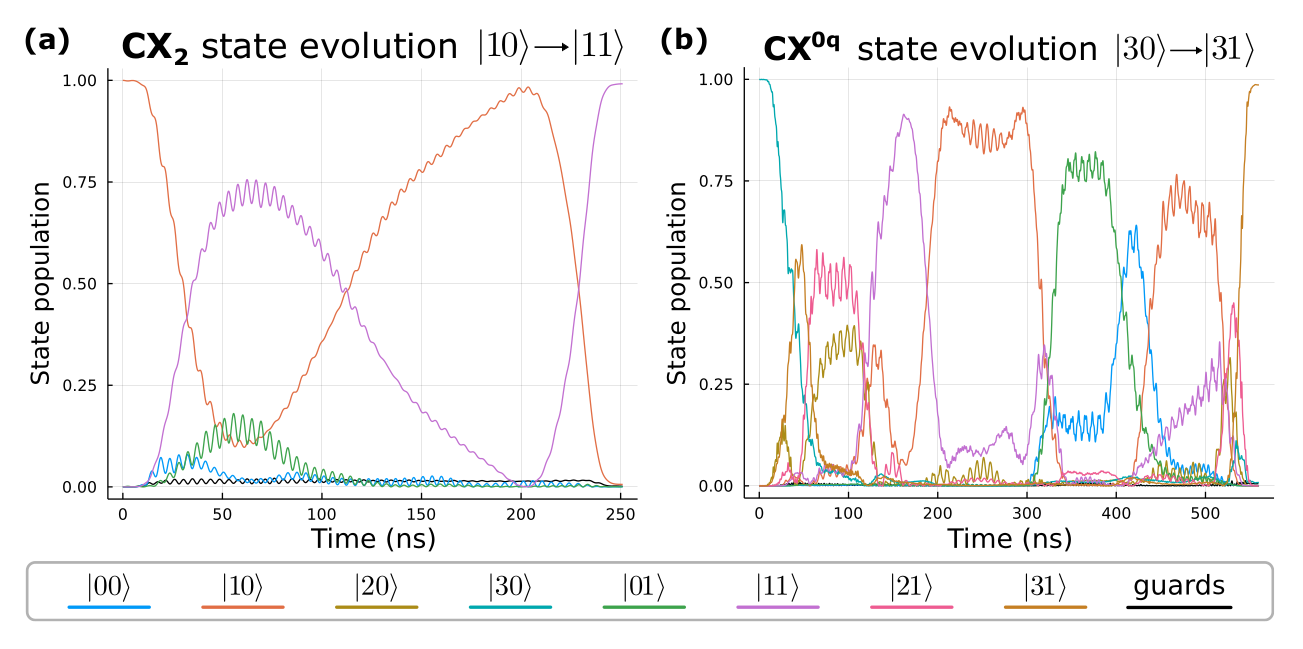 (a) CX₂ state evolution |10⟩→|11⟩
(b) CX⁰q state evolution |30⟩→|31⟩
State population
1.00
0.75
0.50
0.25
0.00
0 50 100 150 200 250
Time (ns)
State population
1.00
0.75
0.50
0.25
0.00
0 100 200 300 400 500
Time (ns)
|00⟩ |10⟩ |20⟩ |30⟩ |01⟩ |11⟩ |21⟩ |31⟩ guards